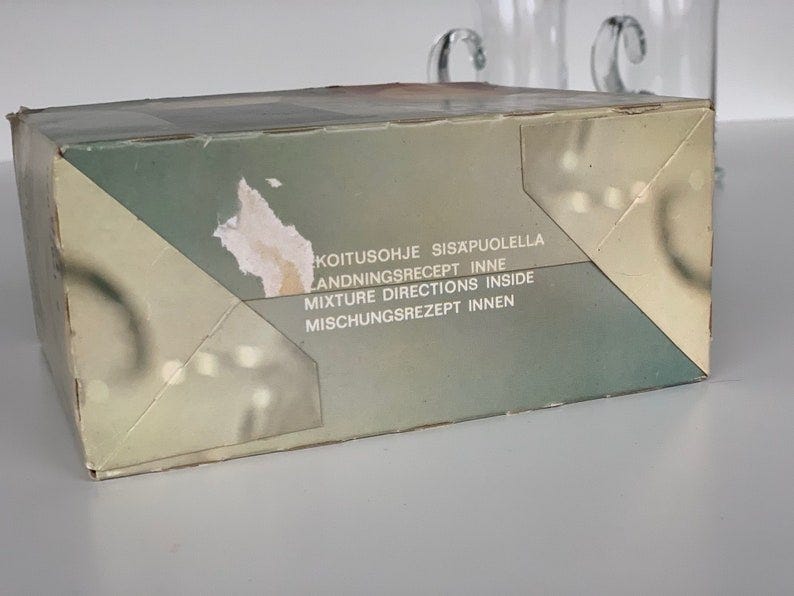 KOITUSOHJE SISÄPUOLELLA
LANDNINGSRECEPT INNE
MIXTURE DIRECTIONS INSIDE
MISCHUNGSREZEPT INNEN